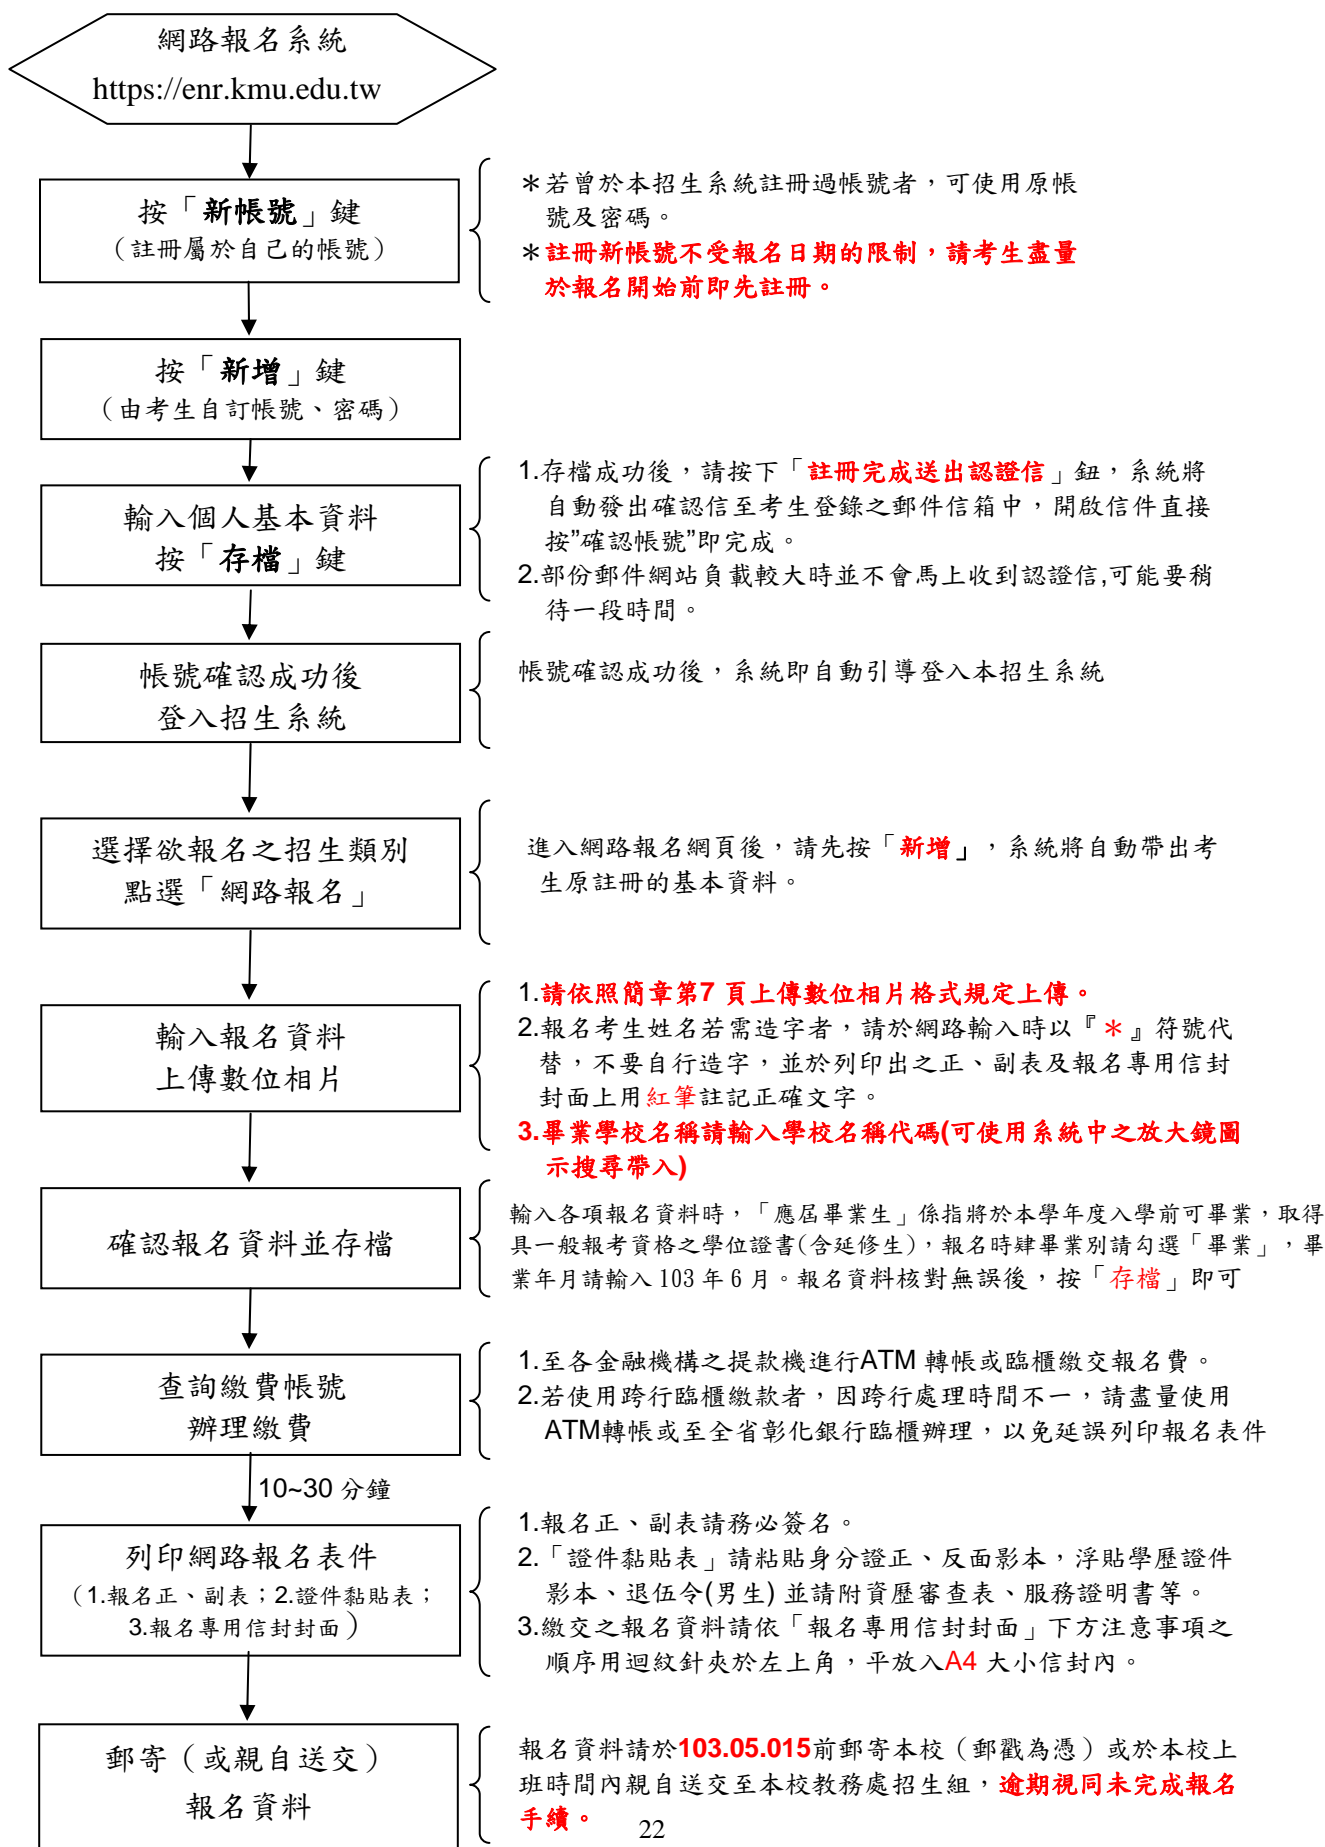 網路報名系統
https://enr.kmu.edu.tw
按「新帳號」鍵
（註冊屬於自己的帳號）
＊若曾於本招生系統註冊過帳號者，可使用原帳
號及密碼。
＊註冊新帳號不受報名日期的限制，請考生盡量
於報名開始前即先註冊。
按「新增」鍵
（由考生自訂帳號、密碼）
輸入個人基本資料
按「存檔」鍵
1.存檔成功後，請按下「註冊完成送出認證信」鈕，系統將
自動發出確認信至考生登錄之郵件信箱中，開啟信件直接
按”確認帳號”即完成。
2.部份郵件網站負載較大時並不會馬上收到認證信,可能要稍
待一段時間。
帳號確認成功後
登入招生系統
帳號確認成功後，系統即自動引導登入本招生系統
選擇欲報名之招生類別
點選「網路報名」
進入網路報名網頁後，請先按「新增」，系統將自動帶出考
生原註冊的基本資料。
輸入報名資料
上傳數位相片
1.請依照簡章第7 頁上傳數位相片格式規定上傳。
2.報名考生姓名若需造字者，請於網路輸入時以『＊』符號代
替，不要自行造字，並於列印出之正、副表及報名專用信封
封面上用紅筆註記正確文字。
3.畢業學校名稱請輸入學校名稱代碼(可使用系統中之放大鏡圖
示搜尋帶入)
確認報名資料並存檔
輸入各項報名資料時，「應屆畢業生」係指將於本學年度入學前可畢業，取得
具一般報考資格之學位證書(含延修生)，報名時肄畢業別請勾選「畢業」，畢
業年月請輸入 103 年 6 月。報名資料核對無誤後，按「存檔」即可
查詢繳費帳號
辦理繳費
1.至各金融機構之提款機進行ATM 轉帳或臨櫃繳交報名費。
2.若使用跨行臨櫃繳款者，因跨行處理時間不一，請盡量使用
ATM轉帳或至全省彰化銀行臨櫃辦理，以免延誤列印報名表件
10~30 分鐘
列印網路報名表件
（1.報名正、副表；2.證件黏貼表；
3.報名專用信封封面）
1.報名正、副表請務必簽名。
2.「證件黏貼表」請粘貼身分證正、反面影本，浮貼學歷證件
影本、退伍令(男生) 並請附資歷審查表、服務證明書等。
3.繳交之報名資料請依「報名專用信封封面」下方注意事項之
順序用迴紋針夾於左上角，平放入A4 大小信封內。
郵寄（或親自送交）
報名資料
報名資料請於103.05.015前郵寄本校（郵戳為憑）或於本校上
班時間內親自送交至本校教務處招生組，逾期視同未完成報名
手續。
22